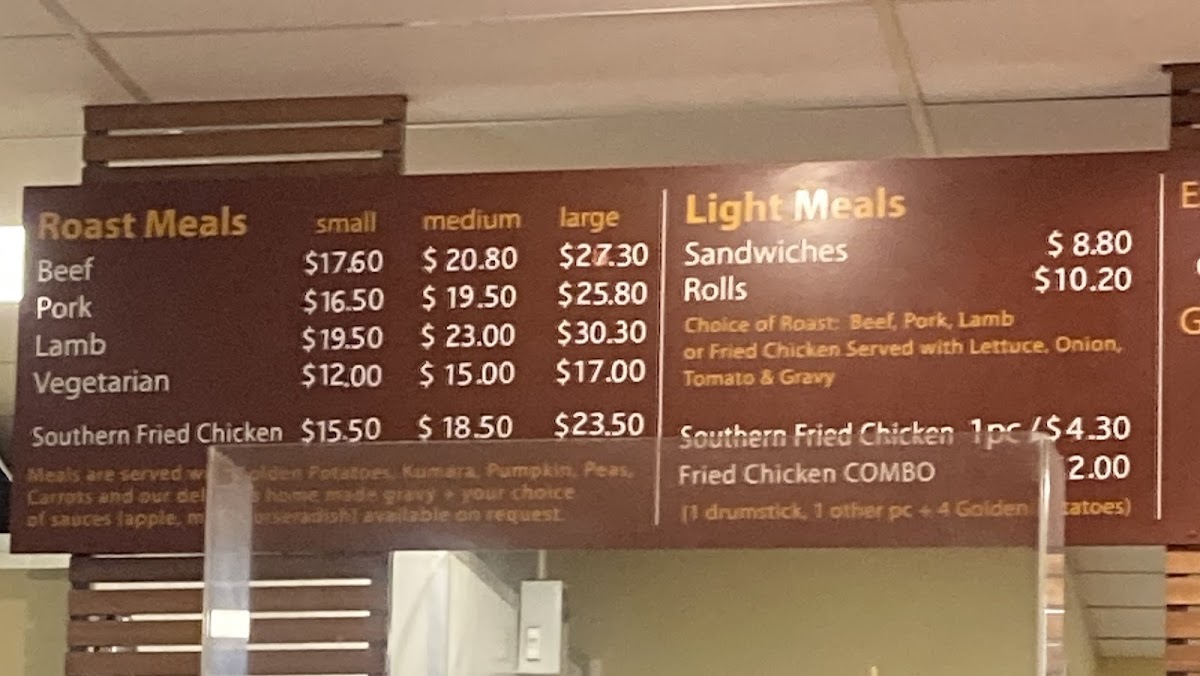 Roast Meals small medium large
Beef $17.60 $ 20.80 $27.30
Pork $16.50 $ 19.50 $25.80
Lamb $19.50 $ 23.00 $30.30
Vegetarian $12.00 $ 15.00 $17.00
Southern Fried Chicken $15.50 $ 18.50 $23.50
Meals are served Golden Potatoes, Kumara, Pumpkin, Peas,
Carrots and our home made gravy + your choice
of sauces (apple, horseradish) available on request
Light Meals
Sandwiches $ 8.80
Rolls $10.20
Choice of Roast: Beef, Pork, Lamb
or Fried Chicken Served with Lettuce, Onion,
Tomato & Gravy
Southern Fried Chicken 1pc / $4.30
Fried Chicken COMBO 2.00
(1 drumstick, 1 other pc + 4 Golden
E
G